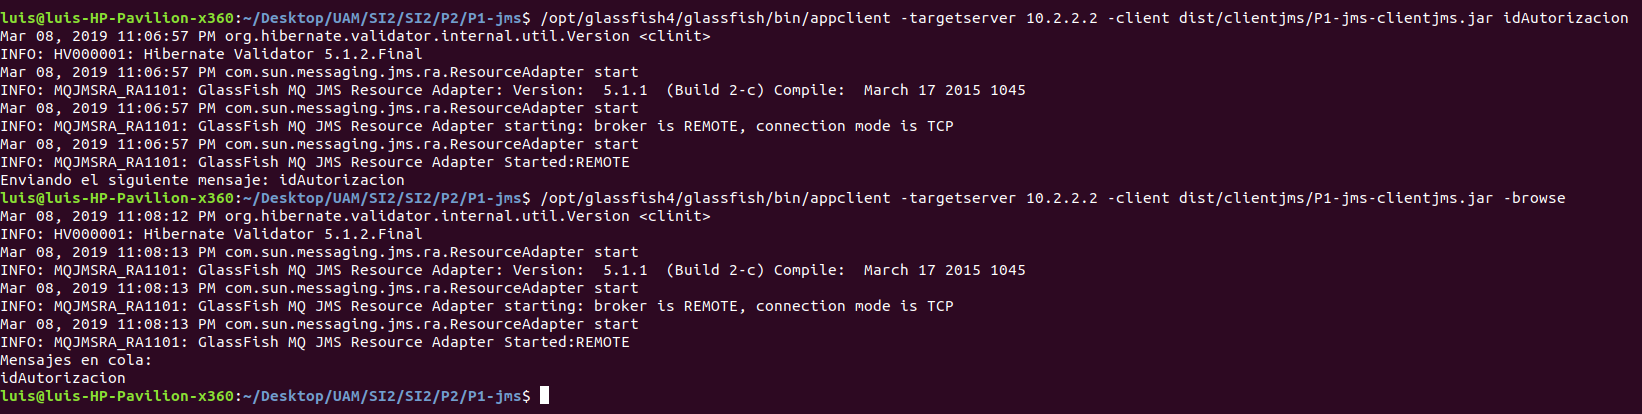 luis@luis-HP-Pavilion-x360:~/Desktop/UAM/SI2/SI2/P2/P1-jms$ /opt/glassfish4/glassfish/bin/appclient -targetserver 10.2.2.2 -client dist/clientjms/P1-jms-clientjms.jar idAutorizacion
Mar 08, 2019 11:06:57 PM org.hibernate.validator.internal.util.Version <clinit>
INFO: HV000001: Hibernate Validator 5.1.2.Final
Mar 08, 2019 11:06:57 PM com.sun.messaging.jms.ra.ResourceAdapter start
INFO: MQJMSRA_RA1101: GlassFish MQ JMS Resource Adapter: Version:  5.1.1  (Build 2-c) Compile:  March 17 2015 1045
Mar 08, 2019 11:06:57 PM com.sun.messaging.jms.ra.ResourceAdapter start
INFO: MQJMSRA_RA1101: GlassFish MQ JMS Resource Adapter starting: broker is REMOTE, connection mode is TCP
Mar 08, 2019 11:06:57 PM com.sun.messaging.jms.ra.ResourceAdapter start
INFO: MQJMSRA_RA1101: GlassFish MQ JMS Resource Adapter Started:REMOTE
Enviando el siguiente mensaje: idAutorizacion
luis@luis-HP-Pavilion-x360:~/Desktop/UAM/SI2/SI2/P2/P1-jms$ /opt/glassfish4/glassfish/bin/appclient -targetserver 10.2.2.2 -client dist/clientjms/P1-jms-clientjms.jar -browse
Mar 08, 2019 11:08:12 PM org.hibernate.validator.internal.util.Version <clinit>
INFO: HV000001: Hibernate Validator 5.1.2.Final
Mar 08, 2019 11:08:13 PM com.sun.messaging.jms.ra.ResourceAdapter start
INFO: MQJMSRA_RA1101: GlassFish MQ JMS Resource Adapter: Version:  5.1.1  (Build 2-c) Compile:  March 17 2015 1045
Mar 08, 2019 11:08:13 PM com.sun.messaging.jms.ra.ResourceAdapter start
INFO: MQJMSRA_RA1101: GlassFish MQ JMS Resource Adapter starting: broker is REMOTE, connection mode is TCP
Mar 08, 2019 11:08:13 PM com.sun.messaging.jms.ra.ResourceAdapter start
INFO: MQJMSRA_RA1101: GlassFish MQ JMS Resource Adapter Started:REMOTE
Mensajes en cola:
idAutorizacion
luis@luis-HP-Pavilion-x360:~/Desktop/UAM/SI2/SI2/P2/P1-jms$